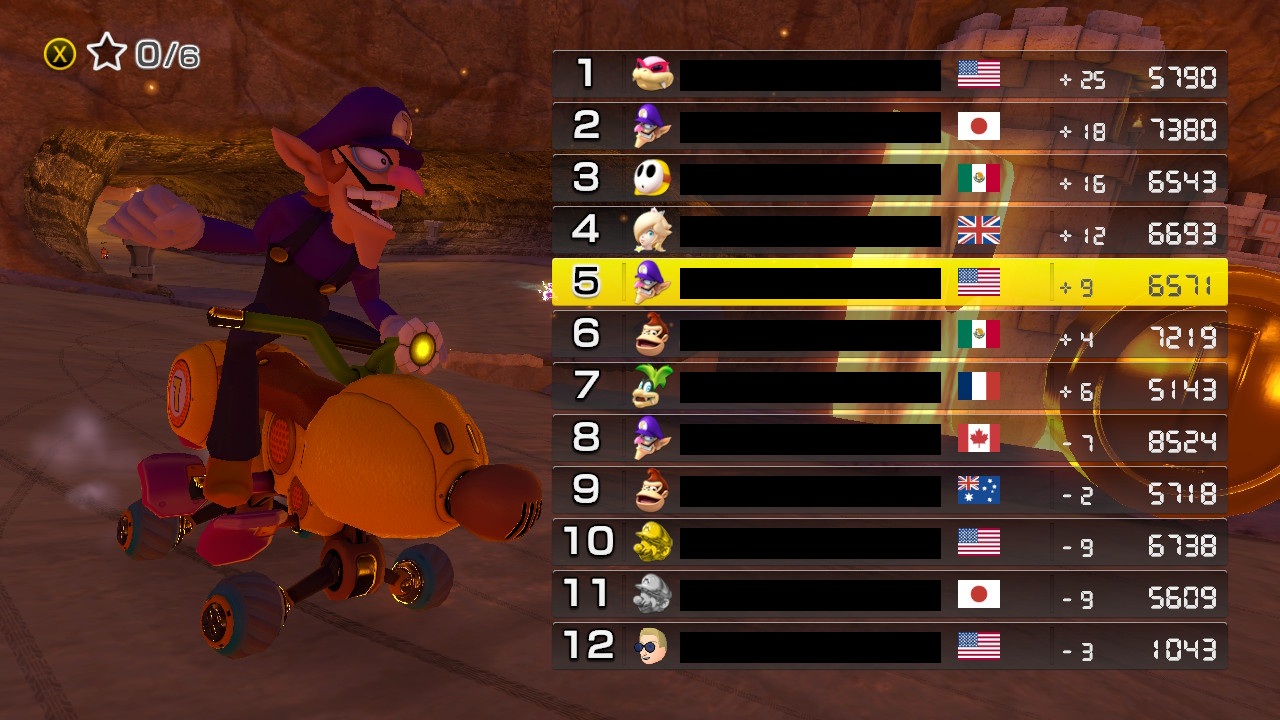 X 0/6
1 + 25 5790
2 + 18 7380
3 + 16 6543
4 + 12 6693
5 + 9 6571
6 + 4 7219
7 + 6 5143
8 - 7 8524
9 - 2 5718
10 - 9 6738
11 - 9 5609
12 - 3 1043